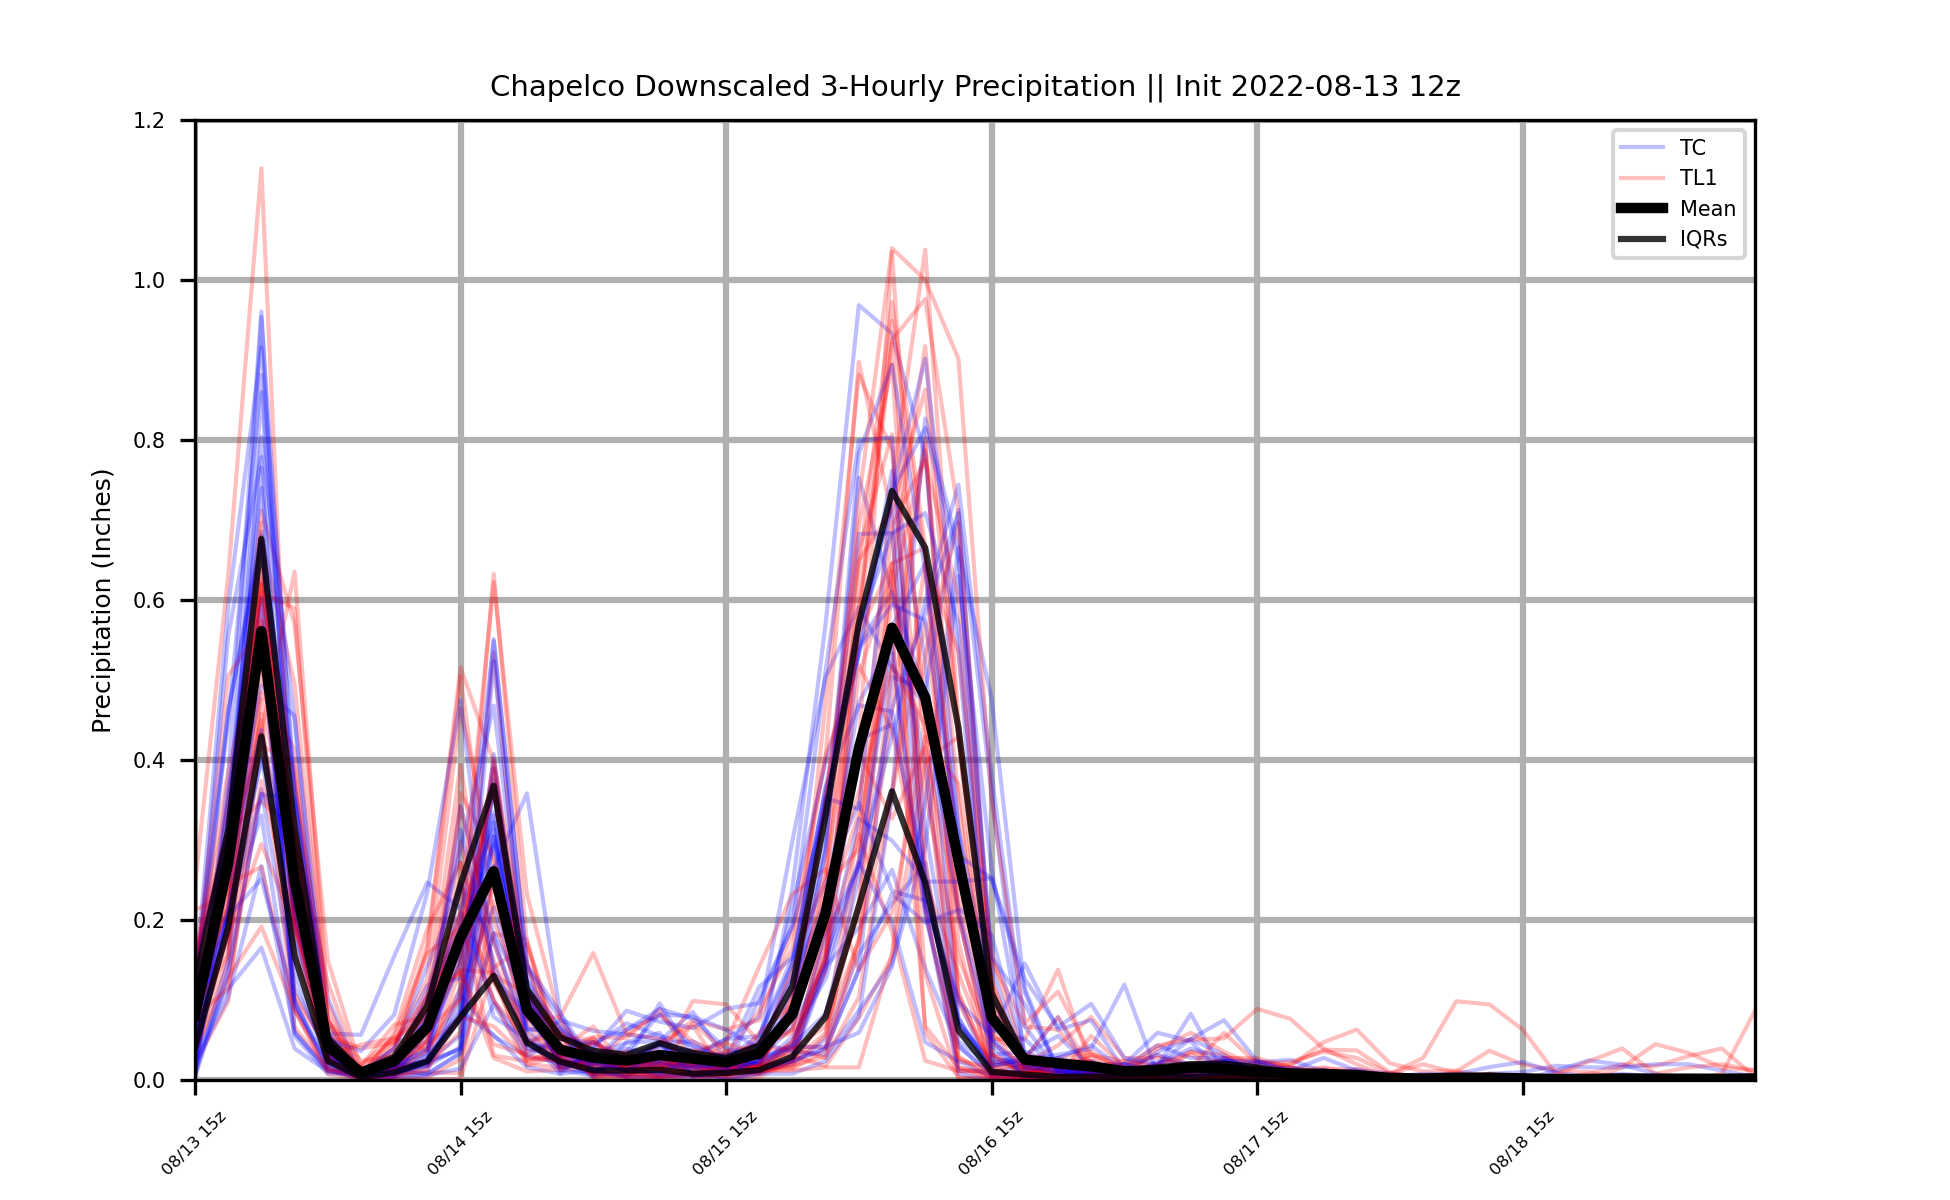 Chapelco Downscaled 3-Hourly Precipitation || Init 2022-08-13 12z
Precipitation (Inches)
1.2
1.0
0.8
0.6
0.4
0.2
0.0
TC
TL1
Mean
IQRs
08/13 15z
08/14 15z
08/15 15z
08/16 15z
08/17 15z
08/18 15z